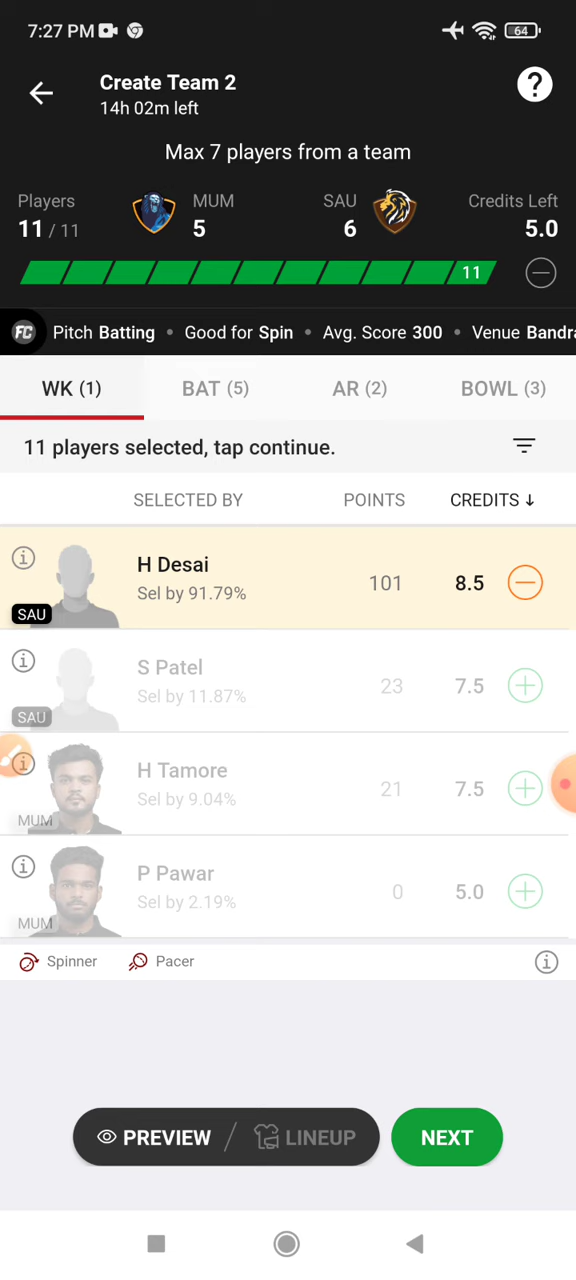 7:27 PM 64
Create Team 2
14h 02m left
?
Max 7 players from a team
Players MUM SAU Credits Left
11 / 11 5 6 5.0
11
FC Pitch Batting • Good for Spin • Avg. Score 300 • Venue Bandra
WK (1) BAT (5) AR (2) BOWL (3)
11 players selected, tap continue.
SELECTED BY POINTS CREDITS ↓
H Desai
Sel by 91.79% 101 8.5
SAU
S Patel
Sel by 11.87% 23 7.5
SAU
H Tamore
Sel by 9.04% 21 7.5
MUM
P Pawar
Sel by 2.19% 0 5.0
MUM
Spinner Pacer
PREVIEW / LINEUP NEXT